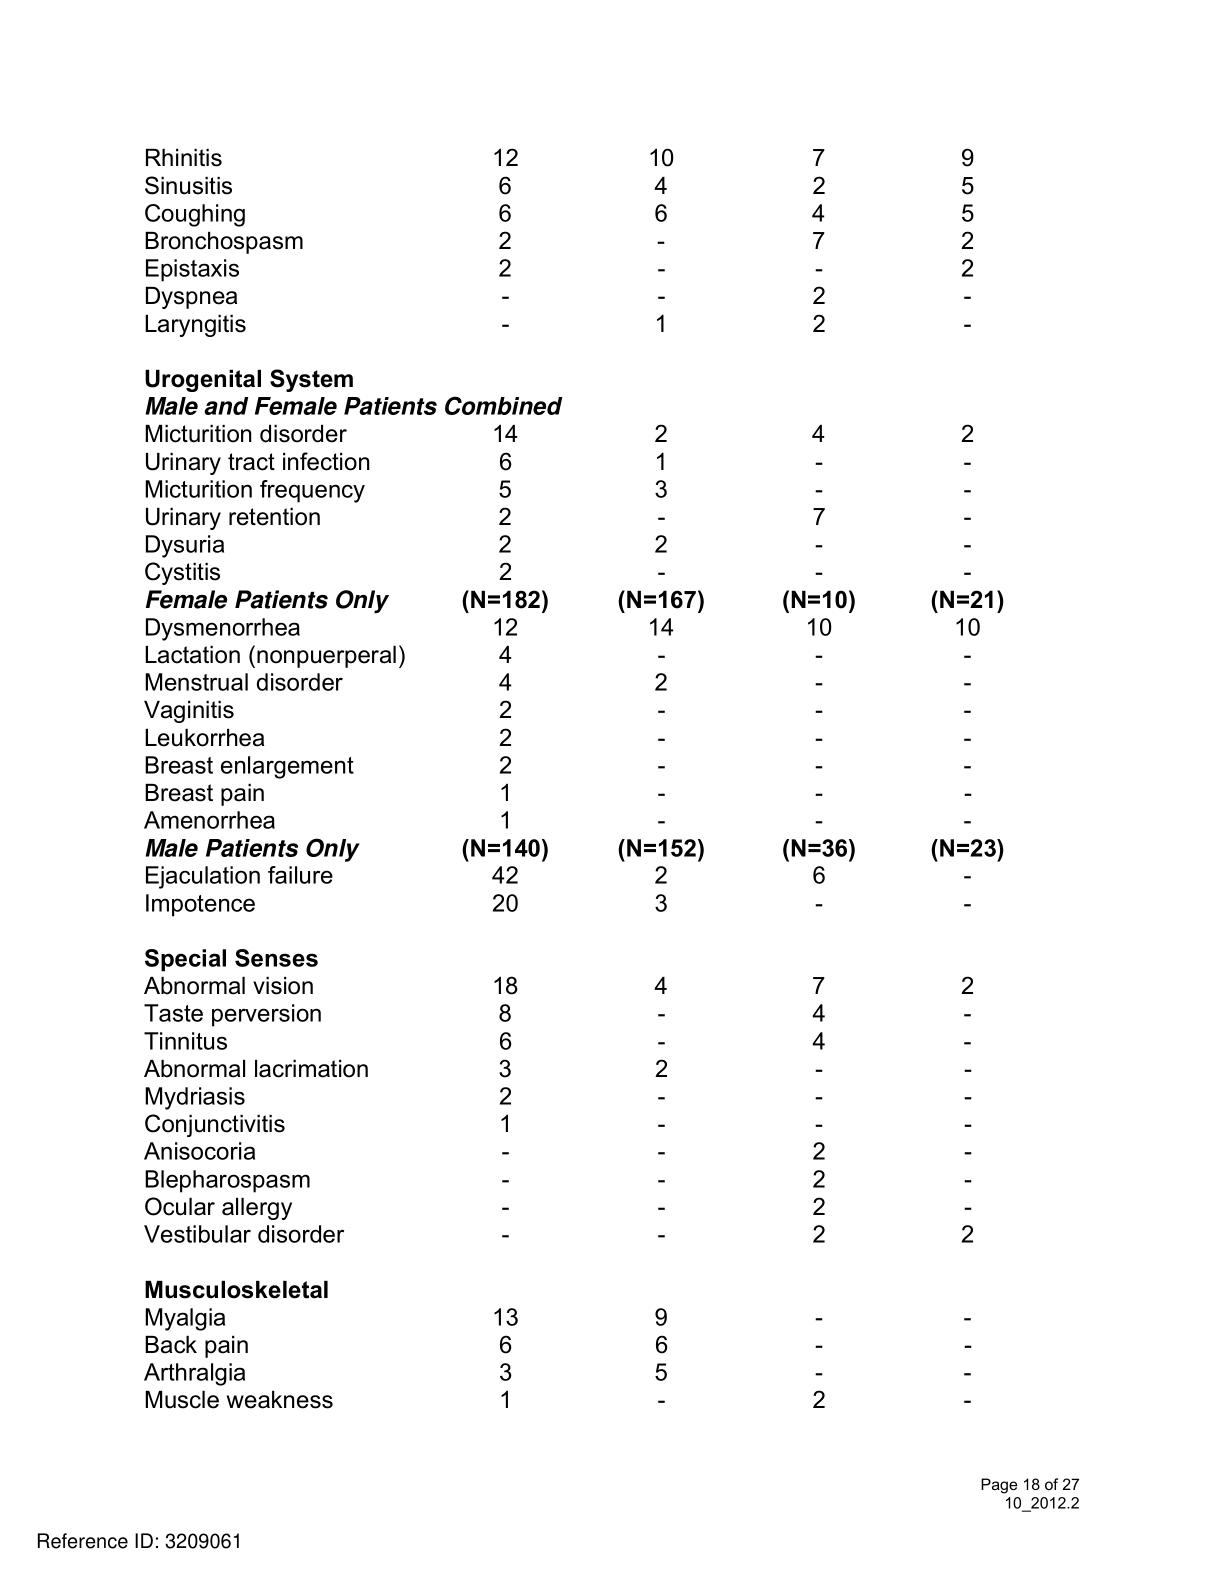 Rhinitis 12 10 7 9
Sinusitis 6 4 2 5
Coughing 6 6 4 5
Bronchospasm 2 - 7 2
Epistaxis 2 - - 2
Dyspnea - - 2 -
Laryngitis - 1 2 -
Urogenital System
Male and Female Patients Combined
Micturition disorder 14 2 4 2
Urinary tract infection 6 1 - -
Micturition frequency 5 3 - -
Urinary retention 2 - 7 -
Dysuria 2 2 - -
Cystitis 2 - - -
Female Patients Only (N=182) (N=167) (N=10) (N=21)
Dysmenorrhea 12 14 10 10
Lactation (nonpuerperal) 4 - - -
Menstrual disorder 4 2 - -
Vaginitis 2 - - -
Leukorrhea 2 - - -
Breast enlargement 2 - - -
Breast pain 1 - - -
Amenorrhea 1 - - -
Male Patients Only (N=140) (N=152) (N=36) (N=23)
Ejaculation failure 42 2 6 -
Impotence 20 3 - -
Special Senses
Abnormal vision 18 4 7 2
Taste perversion 8 - 4 -
Tinnitus 6 - 4 -
Abnormal lacrimation 3 2 - -
Mydriasis 2 - - -
Conjunctivitis 1 - - -
Anisocoria - - 2 -
Blepharospasm - - 2 -
Ocular allergy - - 2 -
Vestibular disorder - - 2 2
Musculoskeletal
Myalgia 13 9 - -
Back pain 6 6 - -
Arthralgia 3 5 - -
Muscle weakness 1 - 2 -
Page 18 of 27
10_2012.2
Reference ID: 3209061